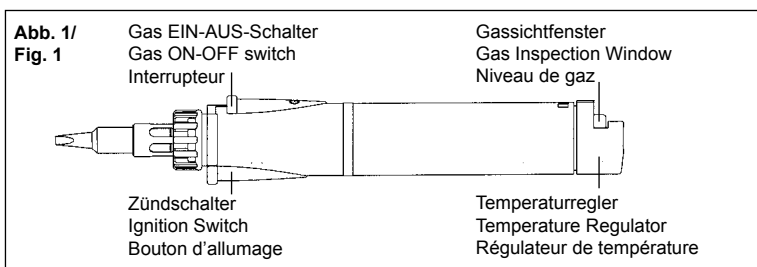 Abb. 1/
Fig. 1
Gas EIN-AUS-Schalter
Gas ON-OFF switch
Interrupteur
Gassichtfenster
Gas Inspection Window
Niveau de gaz
Zündschalter
Ignition Switch
Bouton d'allumage
Temperaturregler
Temperature Regulator
Régulateur de température